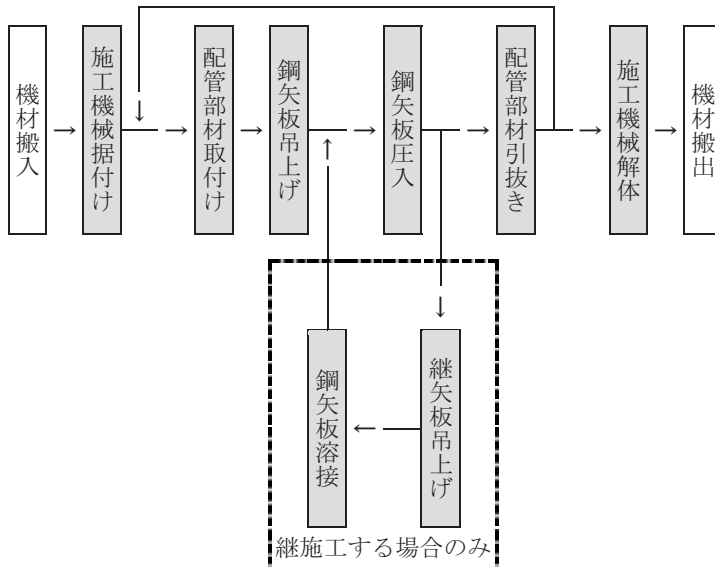 機材搬入
施工機械据付け
配管部材取付け
鋼矢板吊上げ
鋼矢板圧入
配管部材引抜き
施工機械解体
機材搬出
鋼矢板溶接
継矢板吊上げ
継施工する場合のみ